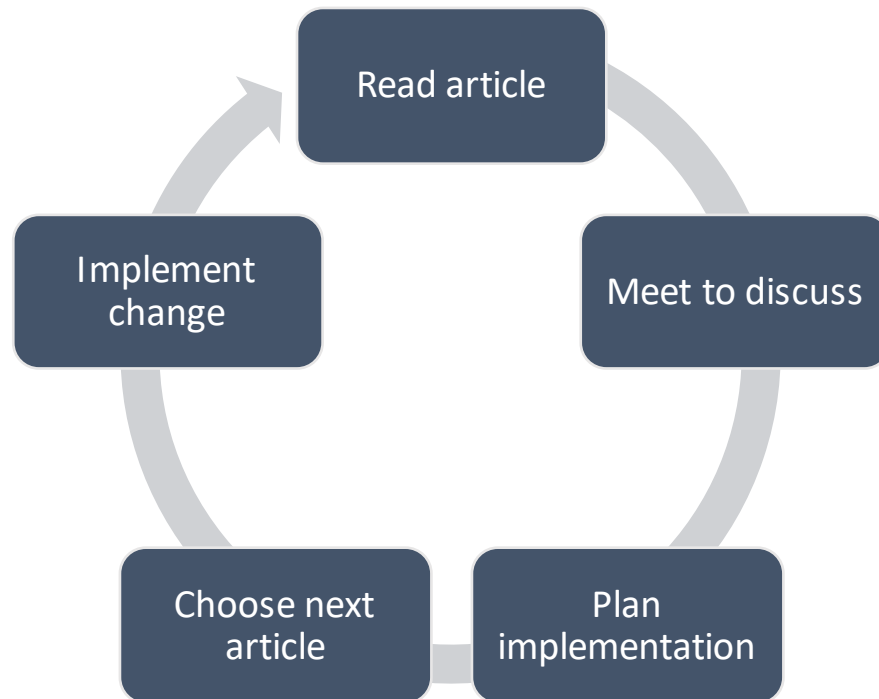 Read article
Meet to discuss
Plan
implementation
Choose next
article
Implement
change